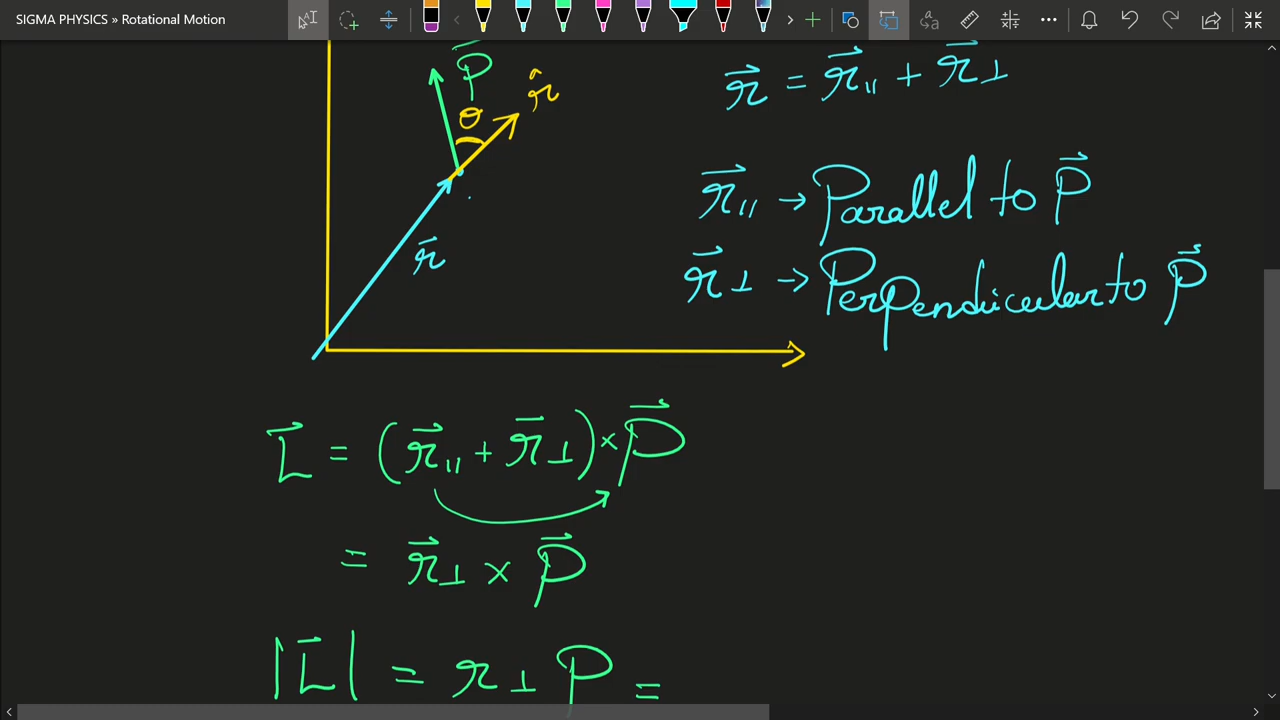 SIGMA PHYSICS » Rotational Motion
P⃗
r̂
θ
r⃗ = r⃗∥ + r⃗⊥
r⃗∥ → Parallel to P⃗
r⃗
r⃗⊥ → Perpendicular to P⃗
L⃗ = (r⃗∥ + r⃗⊥) × P⃗
= r⃗⊥ × P⃗
|L⃗| = r⊥ P =